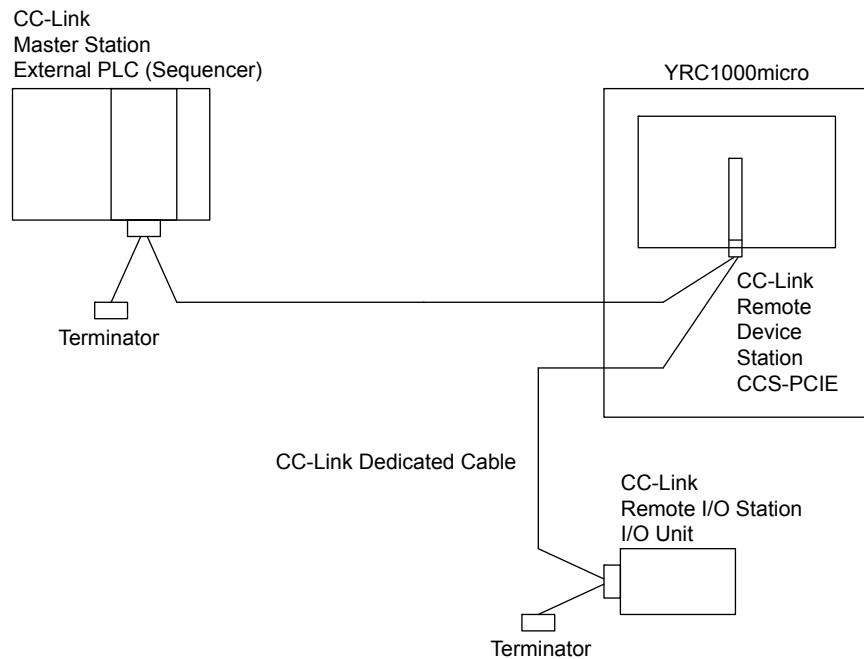 CC-Link
Master Station
External PLC (Sequencer)
YRC1000micro
Terminator
CC-Link
Remote
Device
Station
CCS-PCIE
CC-Link Dedicated Cable
CC-Link
Remote I/O Station
I/O Unit
Terminator